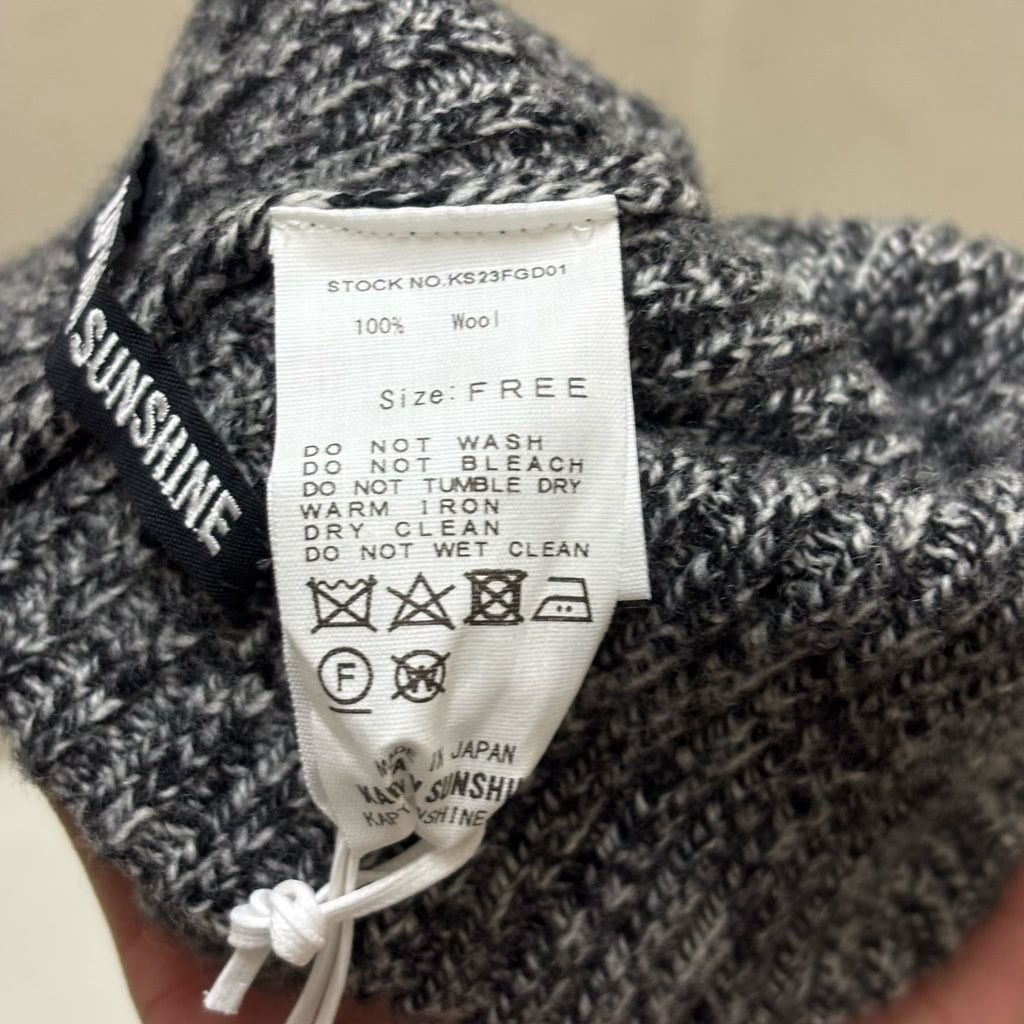 STOCK NO.KS23FGD01
100% Wool
Size:FREE
DO NOT WASH
DO NOT BLEACH
DO NOT TUMBLE DRY
WARM IRON
DRY CLEAN
DO NOT WET CLEAN
F
W
MADE IN JAPAN
SUNSHINE